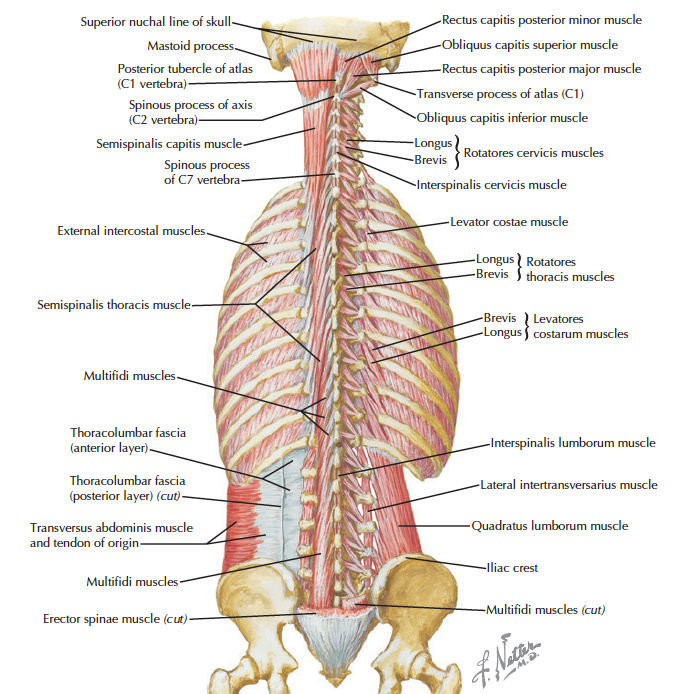 Superior nuchal line of skull
Mastoid process
Posterior tubercle of atlas
(C1 vertebra)
Spinous process of axis
(C2 vertebra)
Semispinalis capitis muscle
Spinous process
of C7 vertebra
External intercostal muscles
Semispinalis thoracis muscle
Multifidi muscles
Thoracolumbar fascia
(anterior layer)
Thoracolumbar fascia
(posterior layer) (cut)
Transversus abdominis muscle
and tendon of origin
Multifidi muscles
Erector spinae muscle (cut)
Rectus capitis posterior minor muscle
Obliquus capitis superior muscle
Rectus capitis posterior major muscle
Transverse process of atlas (C1)
Obliquus capitis inferior muscle
Longus
Brevis
Rotatores cervicis muscles
Interspinalis cervicis muscle
Levator costae muscle
Longus
Brevis
Rotatores
thoracis muscles
Brevis
Longus
Levatores
costarum muscles
Interspinalis lumborum muscle
Lateral intertransversarius muscle
Quadratus lumborum muscle
Iliac crest
Multifidi muscles (cut)
F. Netter
M.D.